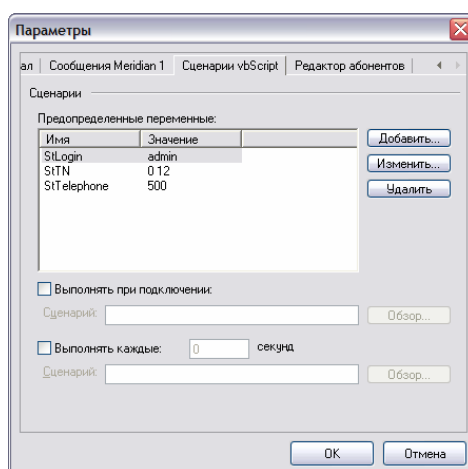 Параметры
ал Сообщения Meridian 1 Сценарии vbScript Редактор абонентов
Сценарии
Предопределенные переменные:
Имя Значение
StLogin admin
StTN 0 12
StTelephone 500
Добавить...
Изменить...
Удалить
Выполнять при подключении:
Сценарий: Обзор...
Выполнять каждые: 0 секунд
Сценарий: Обзор...
OK Отмена